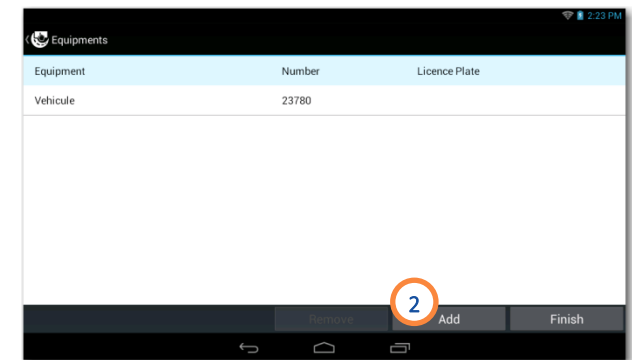 2:23 PM
Equipments
Equipment Number Licence Plate
Vehicule 23780
2
Remove Add Finish